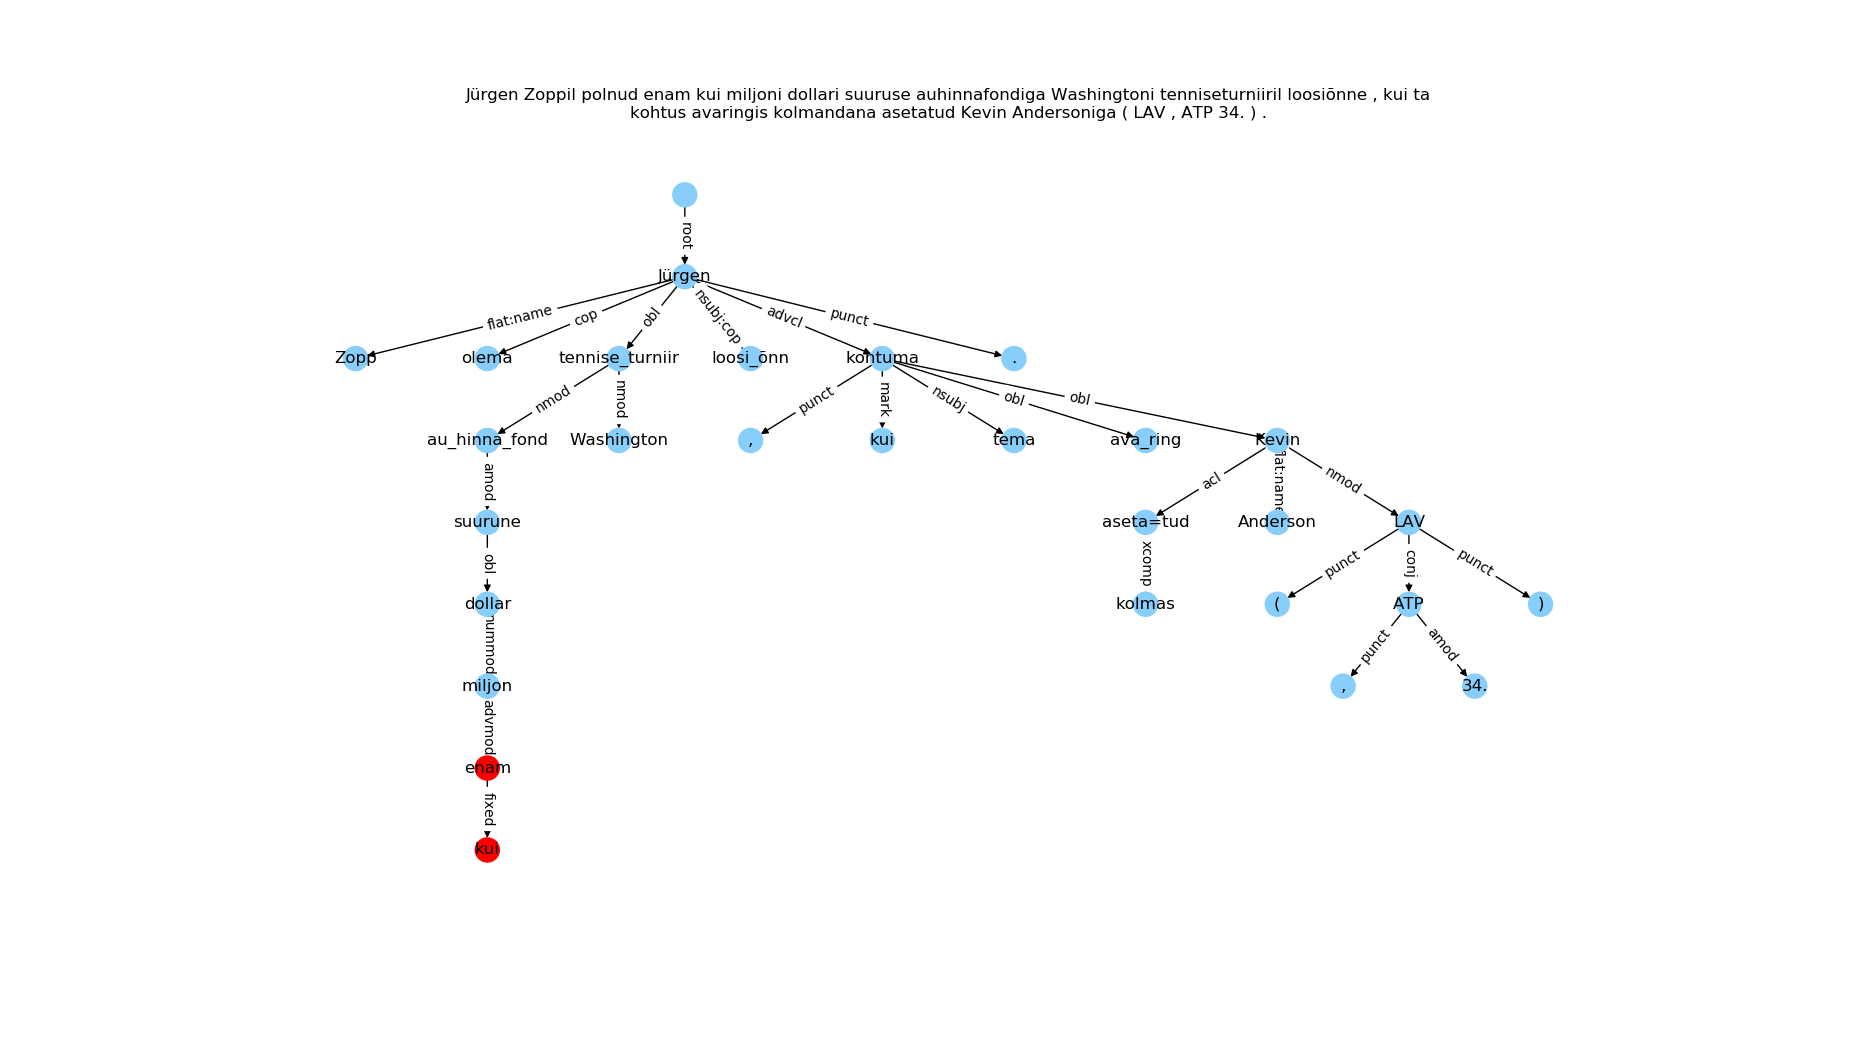 Jürgen Zoppil polnud enam kui miljoni dollari suuruse auhinnafondiga Washingtoni tenniseturniiril loosiõnne , kui ta
kohtus avaringis kolmandana asetatud Kevin Andersoniga ( LAV , ATP 34. ) .
root
Jürgen
flat:name cop obl nsubj:cop advcl punct
Zopp olema tennise_turniir loosi_õnn kohtuma .
nmod nmod punct mark nsubj obl obl
au_hinna_fond Washington , kui tema ava_ring Kevin
amod acl flat:name nmod
suurune aseta=tud Anderson LAV
obl xcomp punct conj punct
dollar kolmas ( ATP )
nummod punct amod
miljon , 34.
advmod
enam
fixed
kui